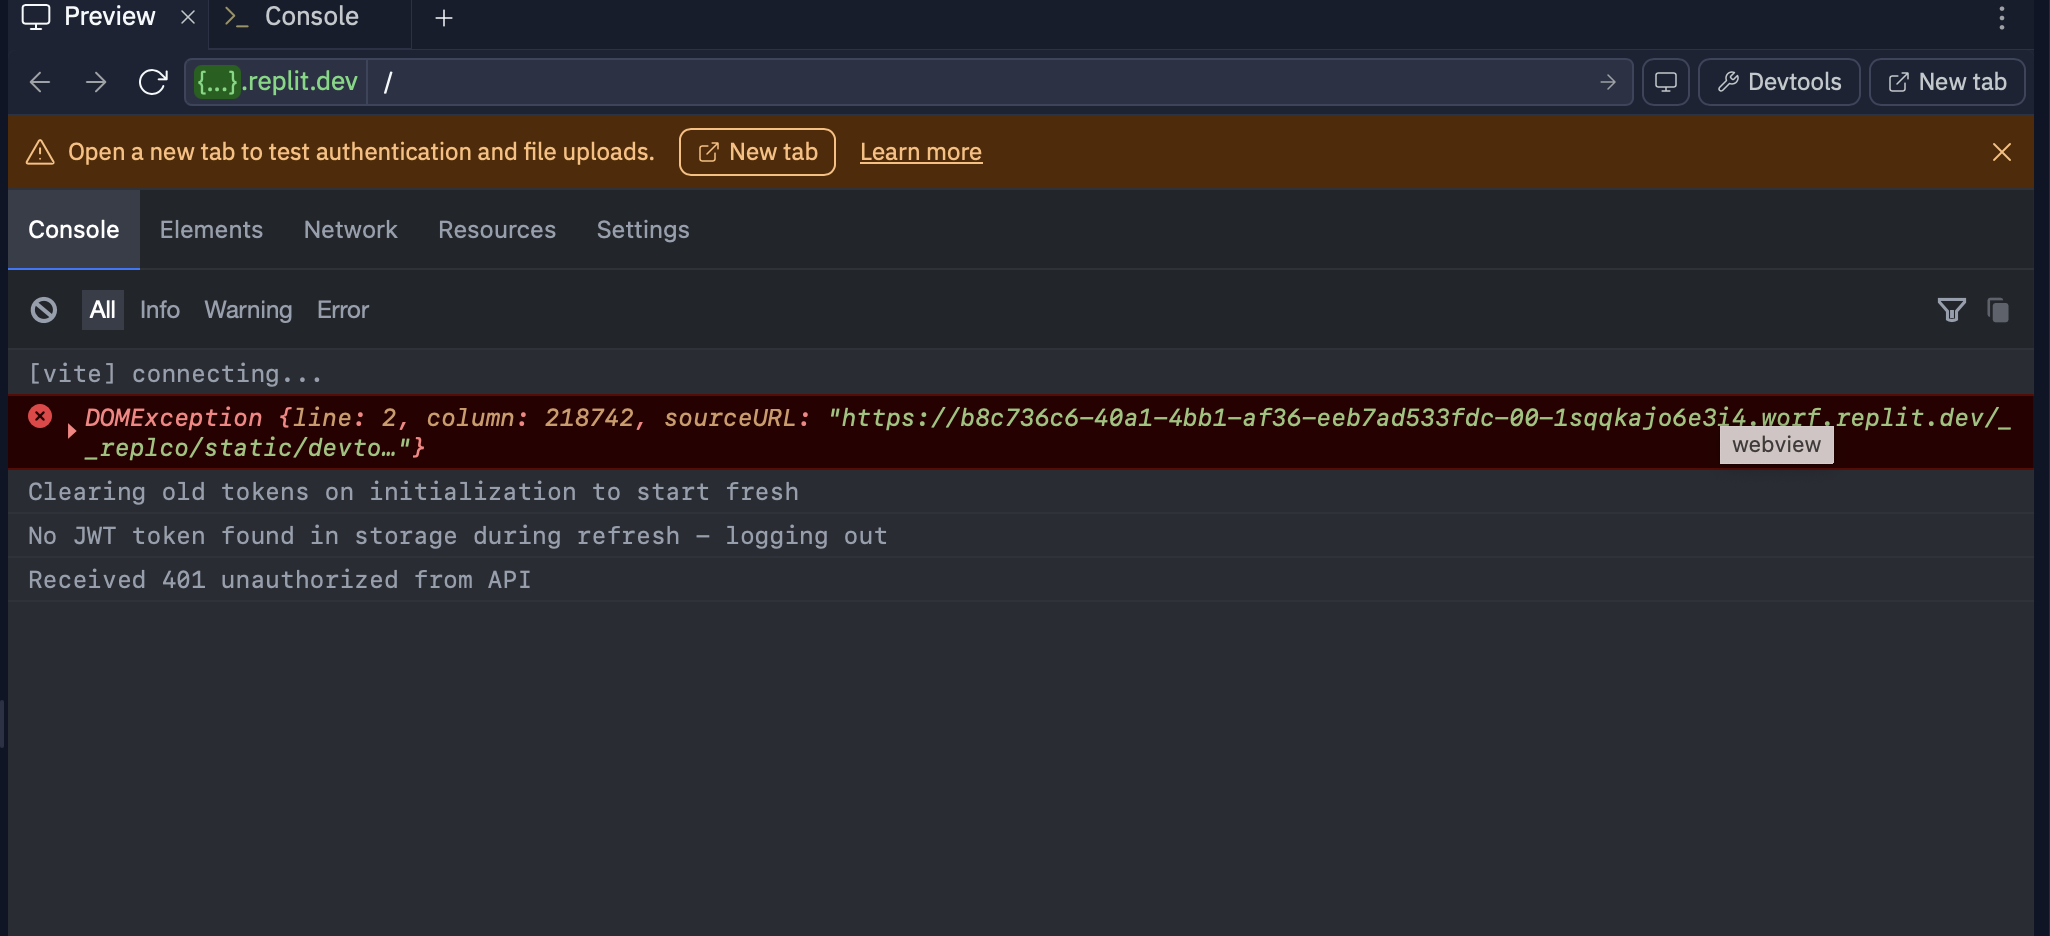 Preview
Console
{...}.replit.dev
/
Devtools
New tab
Open a new tab to test authentication and file uploads.
New tab
Learn more
Console
Elements
Network
Resources
Settings
All
Info
Warning
Error
[vite] connecting...
DOMException {line: 2, column: 218742, sourceURL: "https://b8c736c6-40a1-4bb1-af36-eeb7ad533fdc-00-1sqqkajo6e3i4.worf.replit.dev/_
_replco/static/devto…"}
webview
Clearing old tokens on initialization to start fresh
No JWT token found in storage during refresh – logging out
Received 401 unauthorized from API